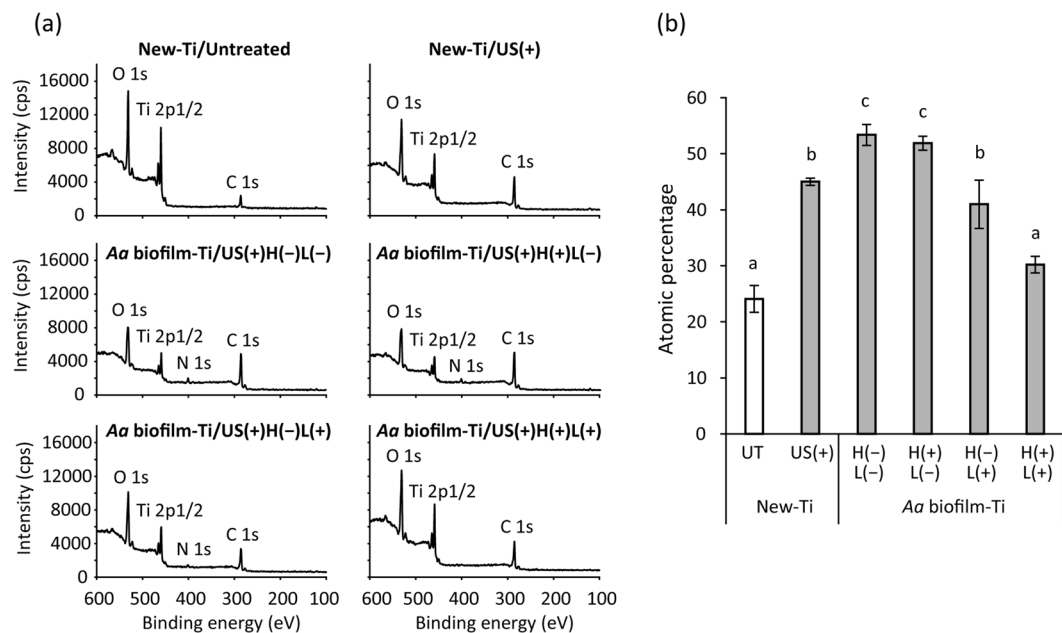 (a)
New-Ti/Untreated
16000
12000
8000
4000
0
Intensity (cps)
O 1s
Ti 2p1/2
C 1s
New-Ti/US(+)
O 1s
Ti 2p1/2
C 1s
Aa biofilm-Ti/US(+)H(−)L(−)
16000
12000
8000
4000
0
Intensity (cps)
O 1s
Ti 2p1/2
N 1s
C 1s
Aa biofilm-Ti/US(+)H(+)L(−)
O 1s
Ti 2p1/2
N 1s
C 1s
Aa biofilm-Ti/US(+)H(−)L(+)
16000
12000
8000
4000
0
Intensity (cps)
O 1s
Ti 2p1/2
N 1s
C 1s
600 500 400 300 200 100
Binding energy (eV)
Aa biofilm-Ti/US(+)H(+)L(+)
O 1s
Ti 2p1/2
C 1s
600 500 400 300 200 100
Binding energy (eV)
(b)
60
50
40
30
20
10
0
Atomic percentage
a
b
c
c
b
a
UT US(+) H(−) H(+) H(−) H(+)
L(−) L(−) L(+) L(+)
New-Ti Aa biofilm-Ti